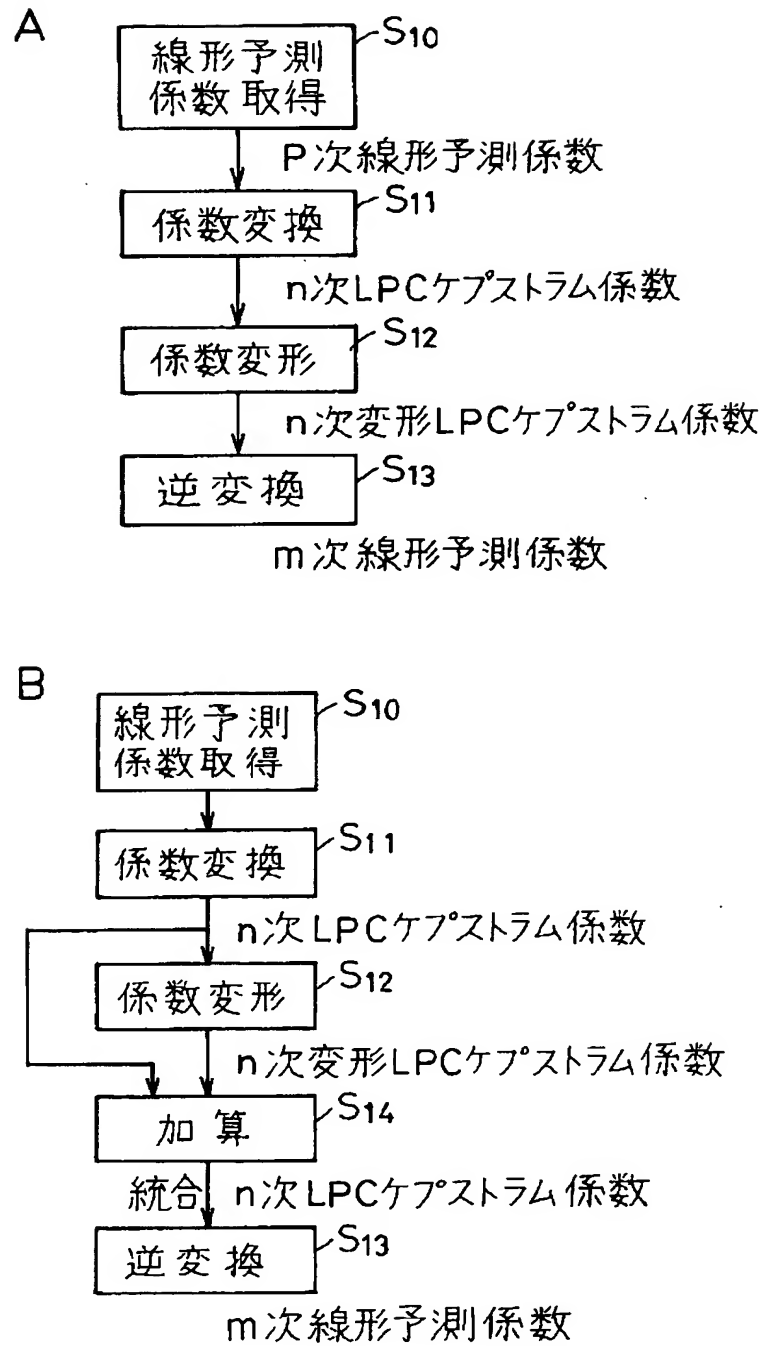 A
線形予測
係数取得
S10
P次線形予測係数
係数変換
S11
n次LPCケプストラム係数
係数変形
S12
n次変形LPCケプストラム係数
逆変換
S13
m次線形予測係数
B
線形予測
係数取得
S10
係数変換
S11
n次LPCケプストラム係数
係数変形
S12
n次変形LPCケプストラム係数
加算
S14
統合 n次LPCケプストラム係数
逆変換
S13
m次線形予測係数